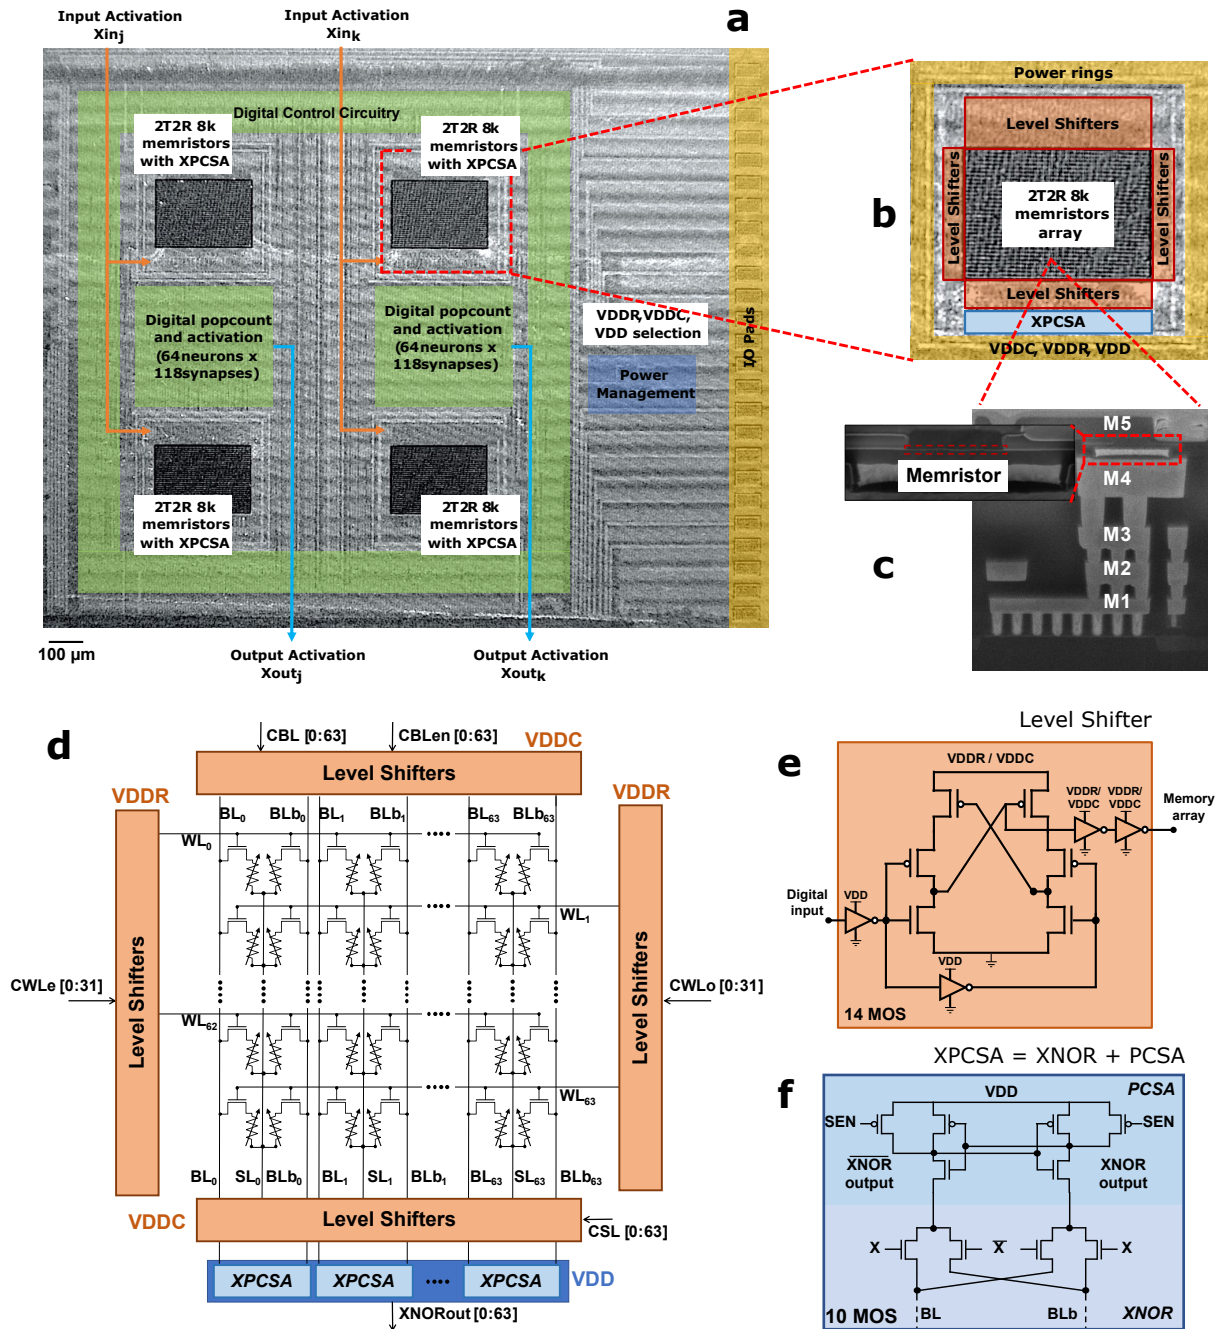 Input Activation
Xinj
Input Activation
Xink
a
Digital Control Circuitry
2T2R 8k
memristors
with XPCSA
2T2R 8k
memristors
with XPCSA
Digital popcount
and activation
(64neurons x
118synapses)
Digital popcount
and activation
(64neurons x
118synapses)
VDDR,VDDC,
VDD selection
Power
Management
I/O Pads
2T2R 8k
memristors
with XPCSA
2T2R 8k
memristors
with XPCSA
100 µm
Output Activation
Xoutj
Output Activation
Xoutk
b
Power rings
Level Shifters
Level Shifters
2T2R 8k
memristors
array
Level Shifters
Level Shifters
XPCSA
VDDC, VDDR, VDD
c
Memristor
M5
M4
M3
M2
M1
d
CBL [0:63]
CBLen [0:63]
VDDC
Level Shifters
VDDR
VDDR
BL0
BLb0
BL1
BLb1
BL63
BLb63
WL0
WL1
Level Shifters
Level Shifters
CWLe [0:31]
CWLo [0:31]
WL62
WL63
BL0
SL0
BLb0
BL1
SL1
BLb1
BL63
SL63
BLb63
VDDC
Level Shifters
CSL [0:63]
XPCSA
XPCSA
XPCSA
VDD
XNORout [0:63]
Level Shifter
e
VDDR / VDDC
VDDR/
VDDC
VDDR/
VDDC
Memory
array
Digital
input
VDD
VDD
14 MOS
XPCSA = XNOR + PCSA
f
VDD
PCSA
SEN
SEN
XNOR
output
XNOR
output
X
X̅
X
10 MOS
BL
BLb
XNOR